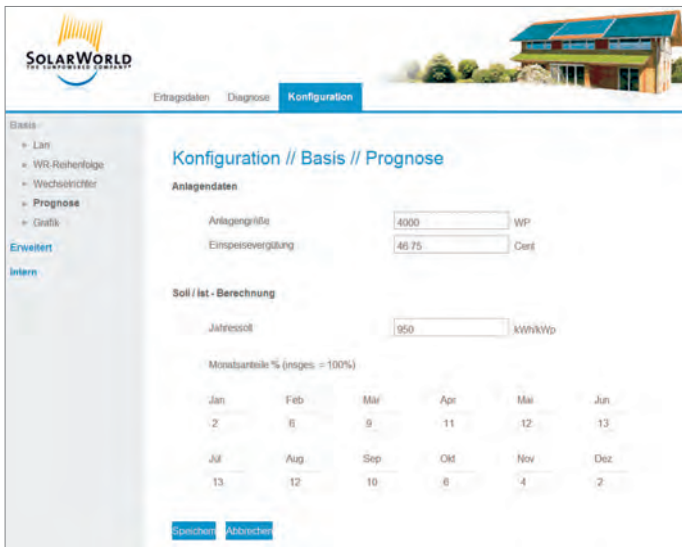 SOLARWORLD
THE SUNPOWERED COMPANY®
Ertragsdaten Diagnose Konfiguration
Basis
Lan
WR-Reihenfolge
Wechselrichter
Prognose
Grafik
Erweitert
Intern
Konfiguration // Basis // Prognose
Anlagendaten
Anlagengröße 4000 WP
Einspeisevergütung 46.75 Cent
Soll / ist - Berechnung
Jahressoll 950 kWh/kWp
Monatsanteile % (insges. = 100%)
Jan Feb Mär Apr Mai Jun
2 6 9 11 12 13
Jul Aug Sep Okt Nov Dez
13 12 10 6 4 2
Speichern Abbrechen